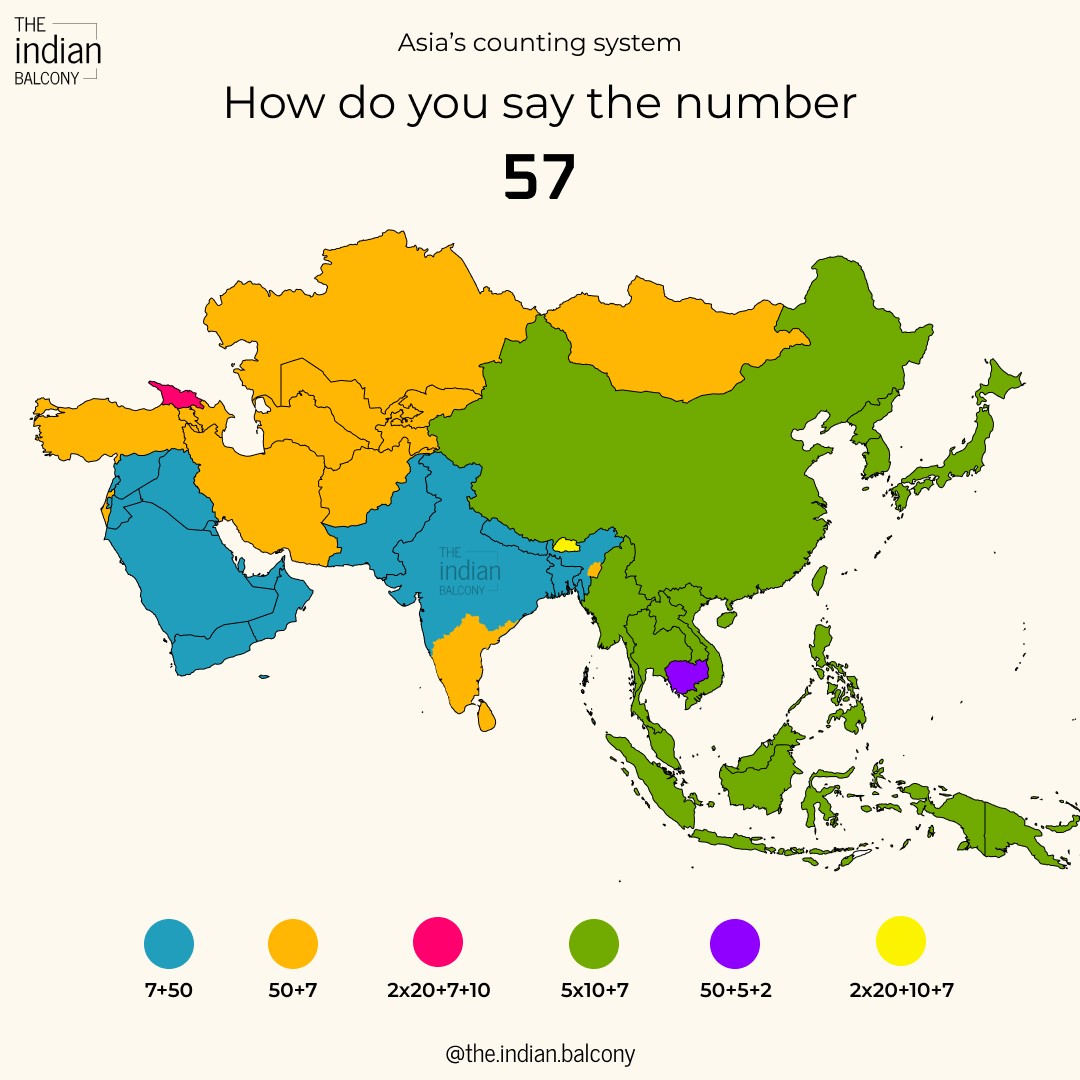 THE
indian
BALCONY
Asia's counting system
How do you say the number
57
THE
indian
BALCONY
7+50
50+7
2x20+7+10
5x10+7
50+5+2
2x20+10+7
@the.indian.balcony